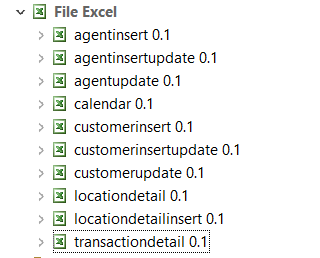 File Excel
agentinsert 0.1
agentinsertupdate 0.1
agentupdate 0.1
calendar 0.1
customerinsert 0.1
customerinsertupdate 0.1
customerupdate 0.1
locationdetail 0.1
locationdetailinsert 0.1
transactiondetail 0.1